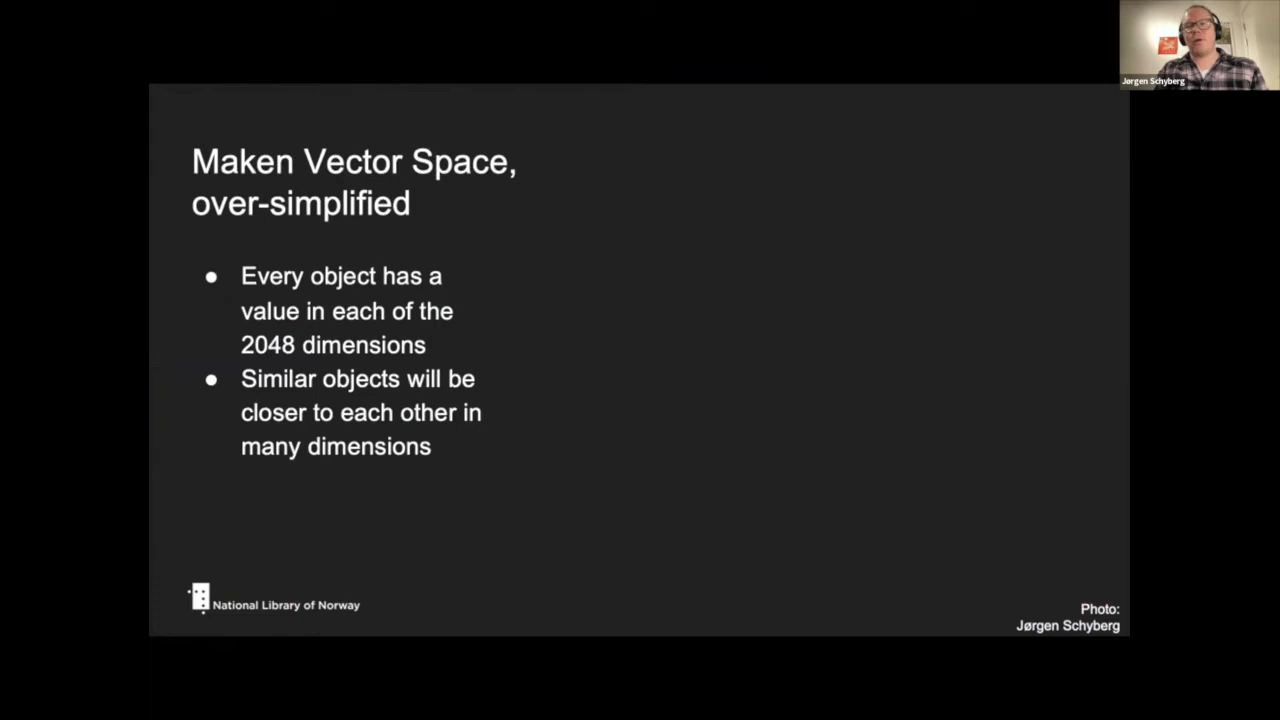 Jørgen Schyberg
Maken Vector Space,
over-simplified
● Every object has a
value in each of the
2048 dimensions
● Similar objects will be
closer to each other in
many dimensions
National Library of Norway
Photo:
Jørgen Schyberg